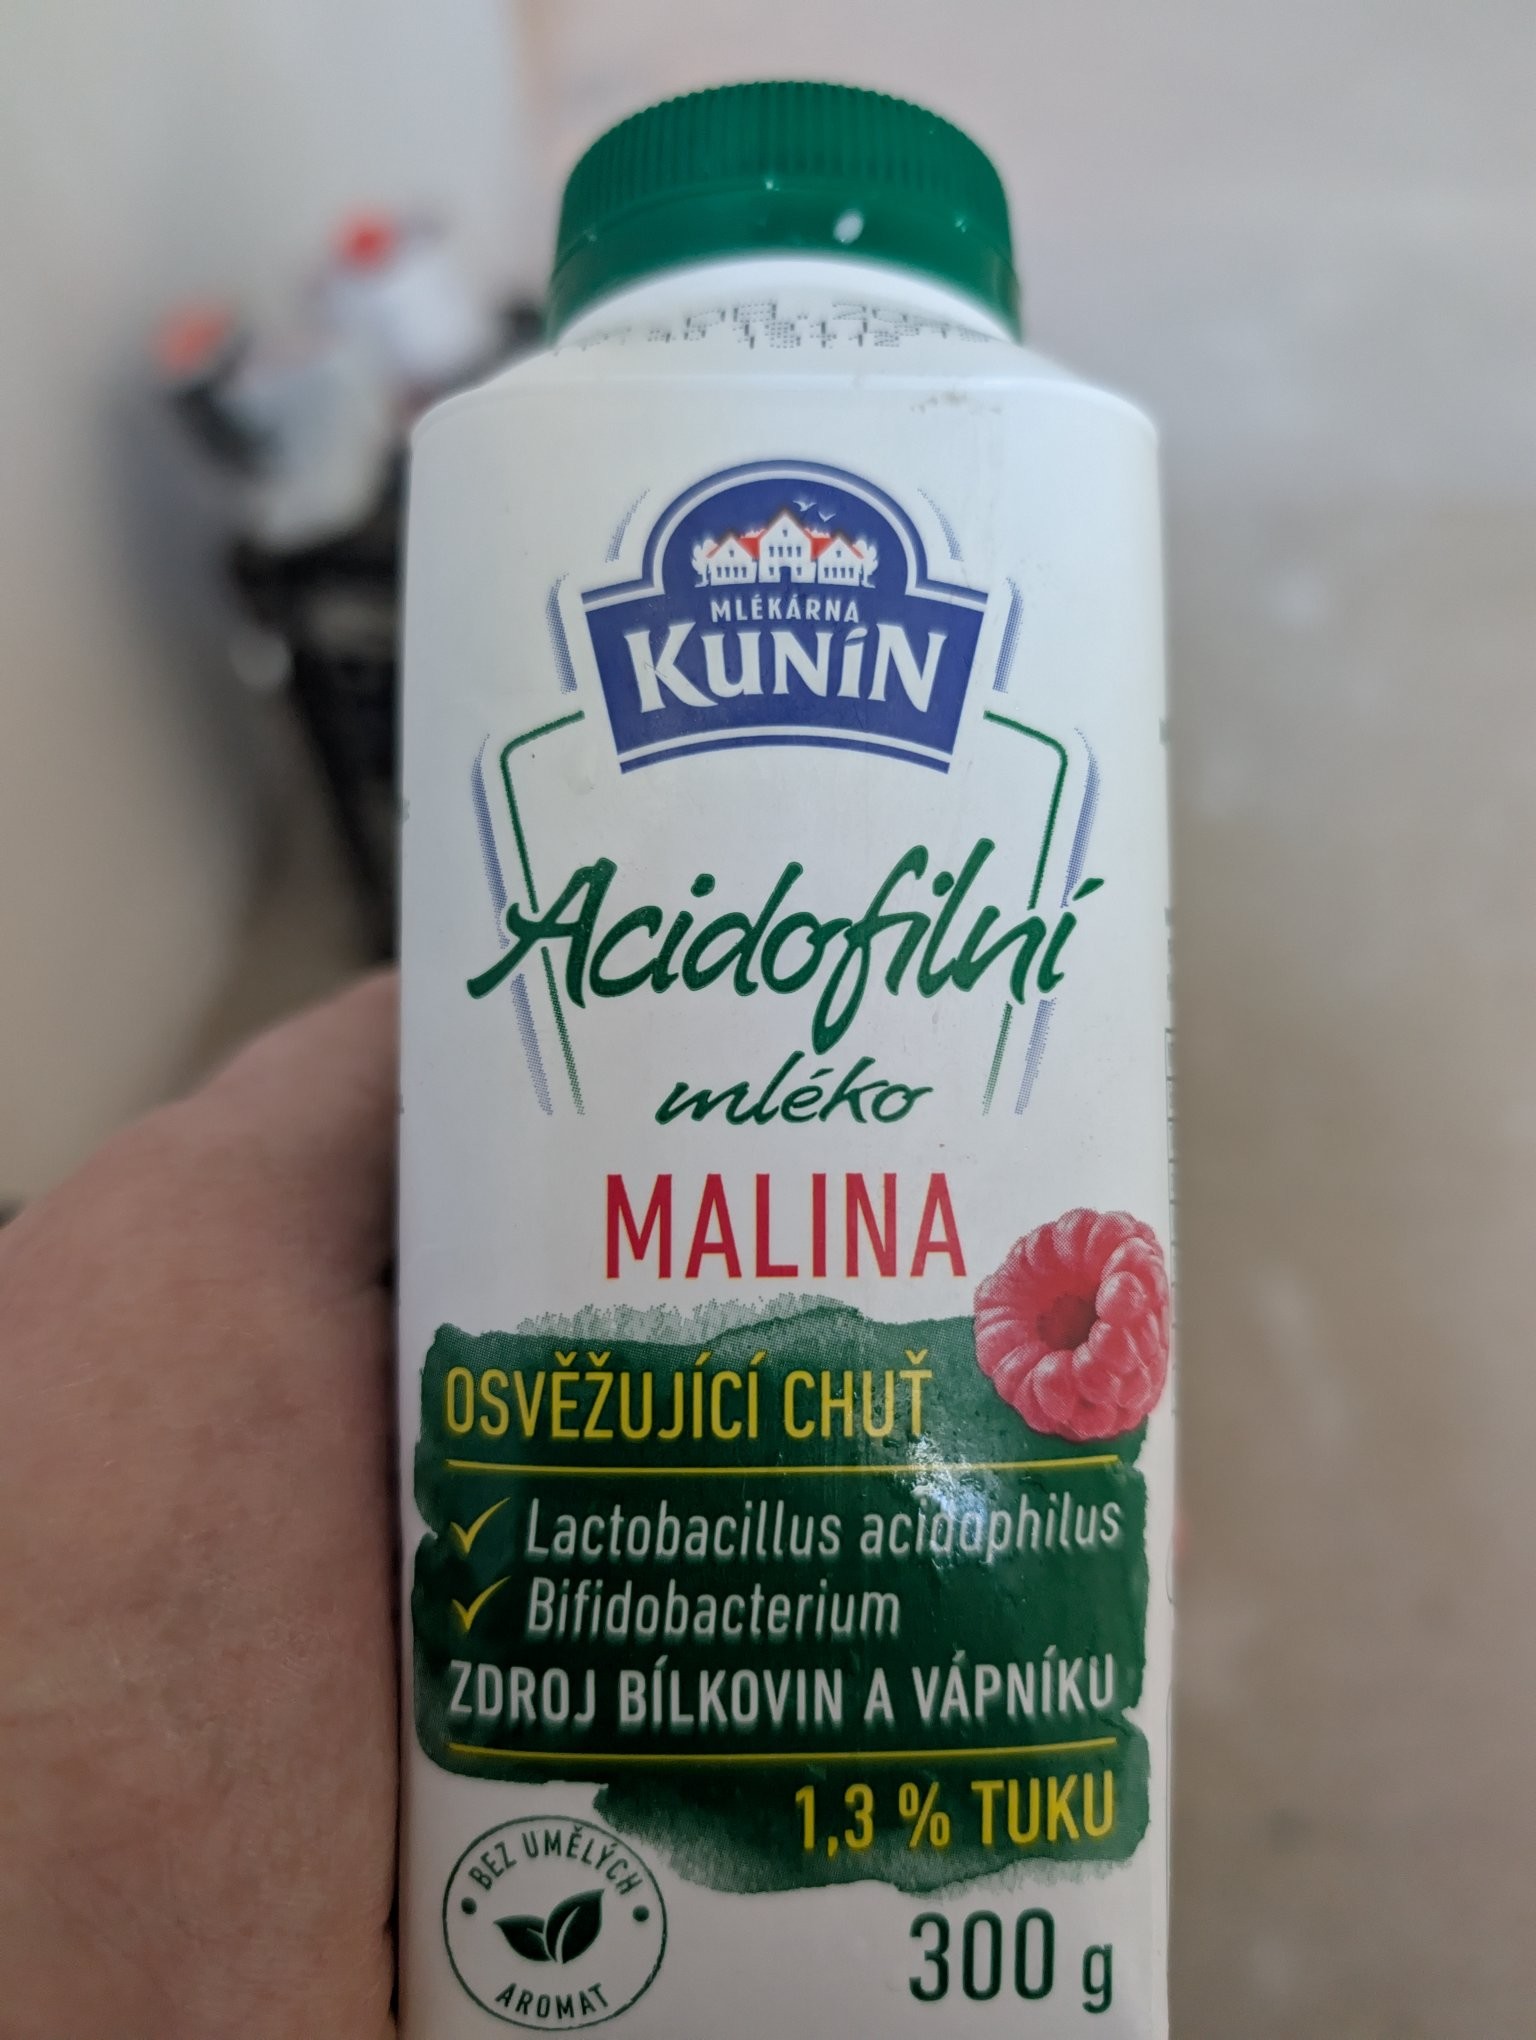 MLÉKÁRNA
KUNÍN
Acidofilní
mléko
MALINA
OSVĚŽUJÍCÍ CHUŤ
Lactobacillus acidophilus
Bifidobacterium
ZDROJ BÍLKOVIN A VÁPNÍKU
1,3 % TUKU
BEZ UMĚLÝCH
AROMAT
300 g